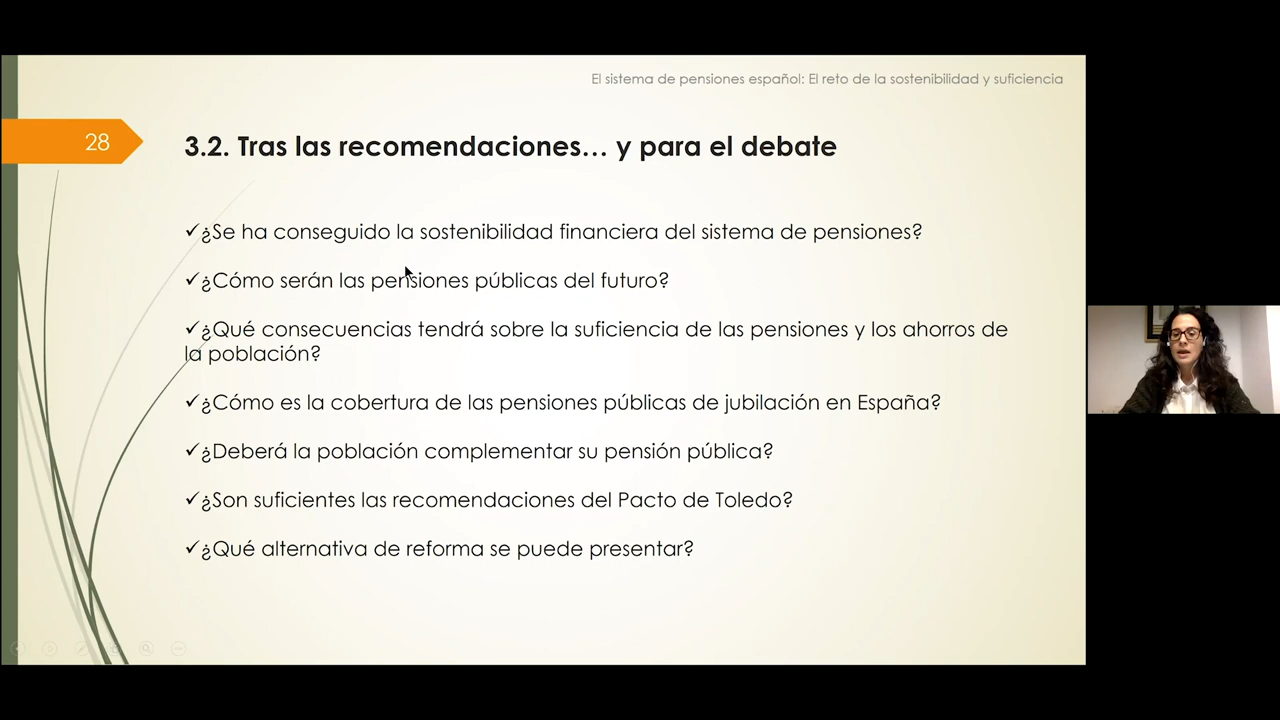 El sistema de pensiones español: El reto de la sostenibilidad y suficiencia
28
3.2. Tras las recomendaciones… y para el debate
✓¿Se ha conseguido la sostenibilidad financiera del sistema de pensiones?
✓¿Cómo serán las pensiones públicas del futuro?
✓¿Qué consecuencias tendrá sobre la suficiencia de las pensiones y los ahorros de
la población?
✓¿Cómo es la cobertura de las pensiones públicas de jubilación en España?
✓¿Deberá la población complementar su pensión pública?
✓¿Son suficientes las recomendaciones del Pacto de Toledo?
✓¿Qué alternativa de reforma se puede presentar?